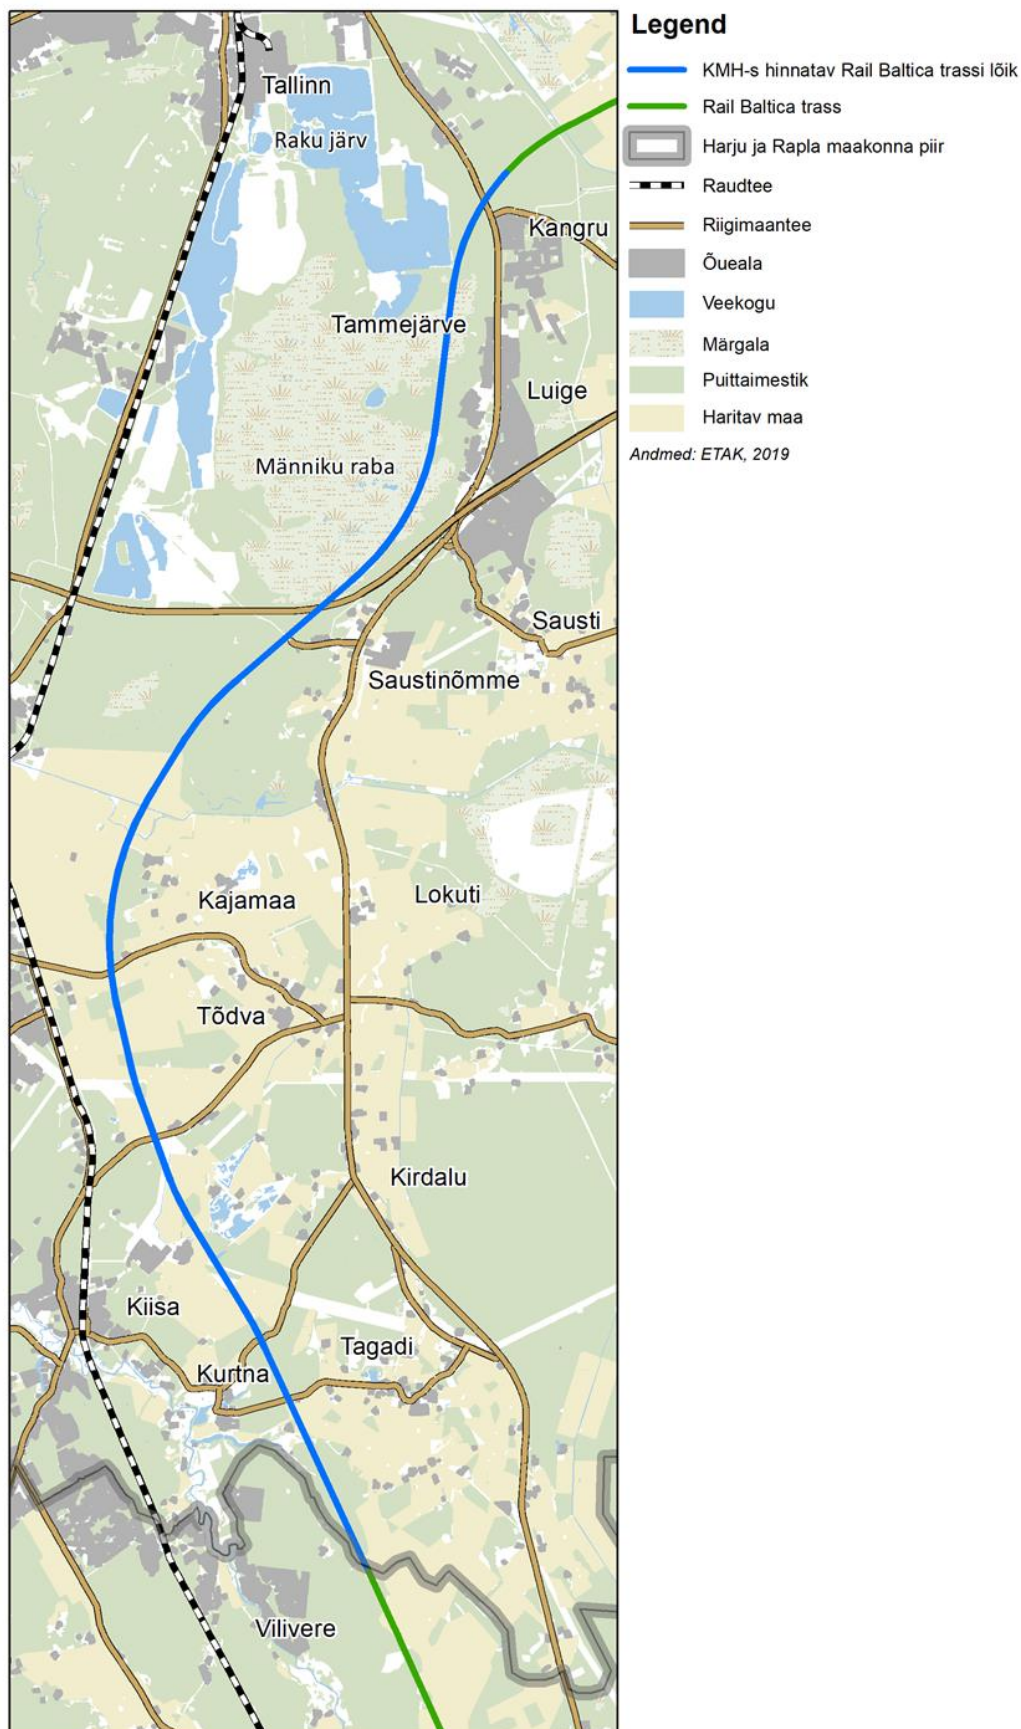 Legend
KMH-s hinnatav Rail Baltica trassi lõik
Rail Baltica trass
Harju ja Rapla maakonna piir
Raudtee
Riigimaantee
Õueala
Veekogu
Märgala
Puittaimestik
Haritav maa
Andmed: ETAK, 2019
Tallinn
Raku järv
Kangru
Tammejärve
Luige
Männiku raba
Sausti
Saustinõmme
Kajamaa
Lokuti
Tõdva
Kirdalu
Kiisa
Tagadi
Kurtna
Vilivere